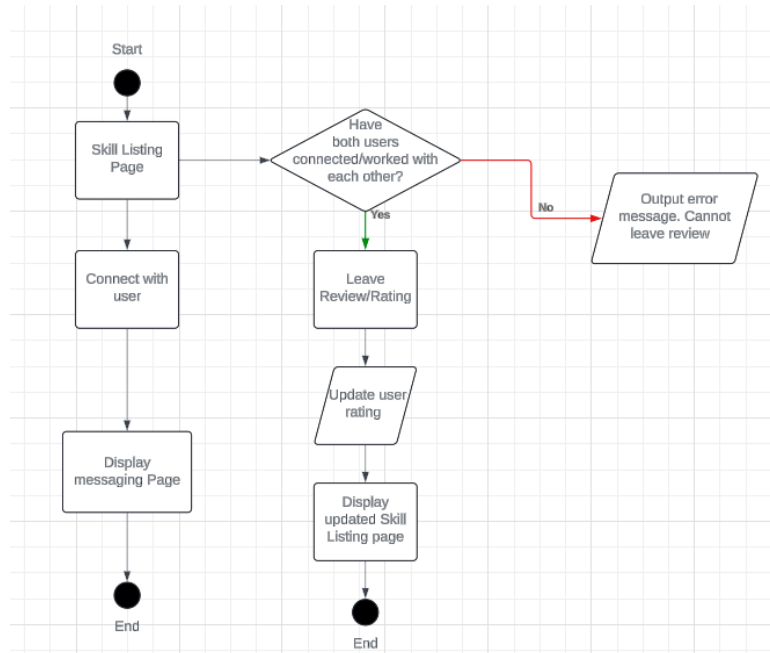 Start
Skill Listing
Page
Have
both users
connected/worked with
each other?
Yes
No
Output error
message. Cannot
leave review
Connect with
user
Leave
Review/Rating
Update user
rating
Display
messaging Page
Display
updated Skill
Listing page
End
End